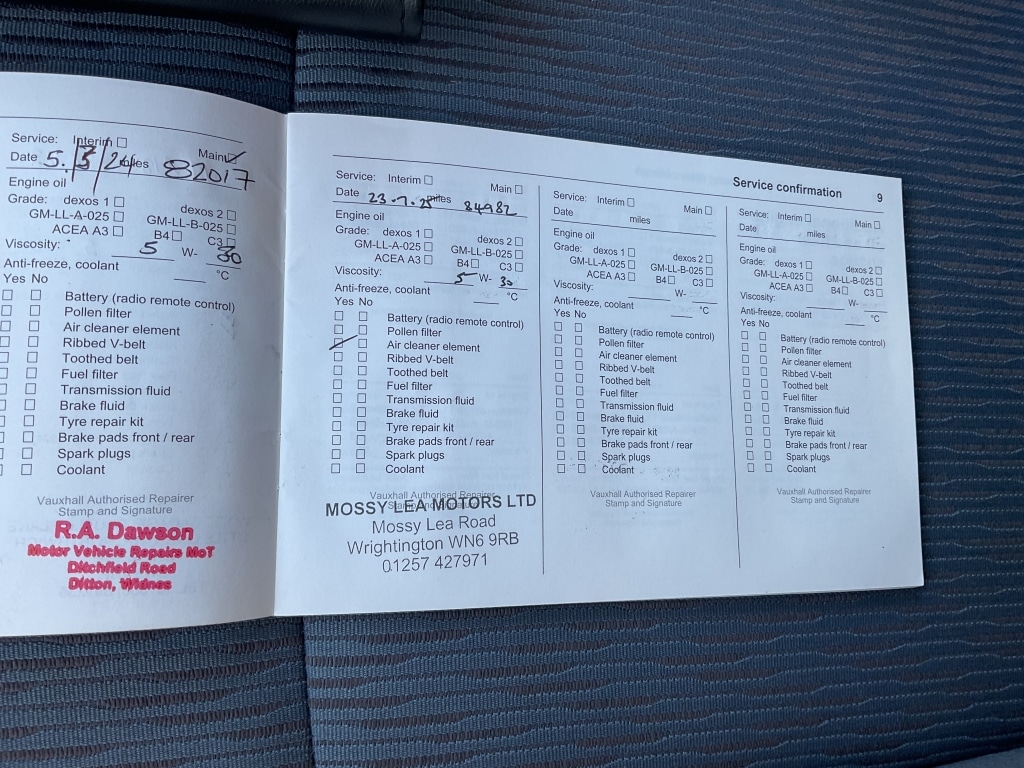 Service: Interim
Main
Date 5.3/24 miles 82017
Engine oil
Grade: dexos 1
dexos 2
GM-LL-A-025
GM-LL-B-025
ACEA A3
B4
C3
Viscosity: 5 W- 30
Anti-freeze, coolant °C
Yes No
Battery (radio remote control)
Pollen filter
Air cleaner element
Ribbed V-belt
Toothed belt
Fuel filter
Transmission fluid
Brake fluid
Tyre repair kit
Brake pads front / rear
Spark plugs
Coolant
Vauxhall Authorised Repairer
Stamp and Signature
R.A. Dawson
Motor Vehicle Repairs MoT
Ditchfield Road
Ditton, Widnes
Service confirmation 9
Service: Interim
Main
Date 23.7.25 miles 84982
Engine oil
Grade: dexos 1
dexos 2
GM-LL-A-025
GM-LL-B-025
ACEA A3
B4
C3
Viscosity: 5 W- 30
Anti-freeze, coolant °C
Yes No
Battery (radio remote control)
Pollen filter
Air cleaner element
Ribbed V-belt
Toothed belt
Fuel filter
Transmission fluid
Brake fluid
Tyre repair kit
Brake pads front / rear
Spark plugs
Coolant
Vauxhall Authorised Repairer
Stamp and Signature
MOSSY LEA MOTORS LTD
Mossy Lea Road
Wrightington WN6 9RB
01257 427971
Service: Interim
Main
Date miles
Engine oil
Grade: dexos 1
dexos 2
GM-LL-A-025
GM-LL-B-025
ACEA A3
B4
C3
Viscosity: W-
Anti-freeze, coolant °C
Yes No
Battery (radio remote control)
Pollen filter
Air cleaner element
Ribbed V-belt
Toothed belt
Fuel filter
Transmission fluid
Brake fluid
Tyre repair kit
Brake pads front / rear
Spark plugs
Coolant
Vauxhall Authorised Repairer
Stamp and Signature
Service: Interim
Main
Date miles
Engine oil
Grade: dexos 1
dexos 2
GM-LL-A-025
GM-LL-B-025
ACEA A3
B4
C3
Viscosity: W-
Anti-freeze, coolant °C
Yes No
Battery (radio remote control)
Pollen filter
Air cleaner element
Ribbed V-belt
Toothed belt
Fuel filter
Transmission fluid
Brake fluid
Tyre repair kit
Brake pads front / rear
Spark plugs
Coolant
Vauxhall Authorised Repairer
Stamp and Signature